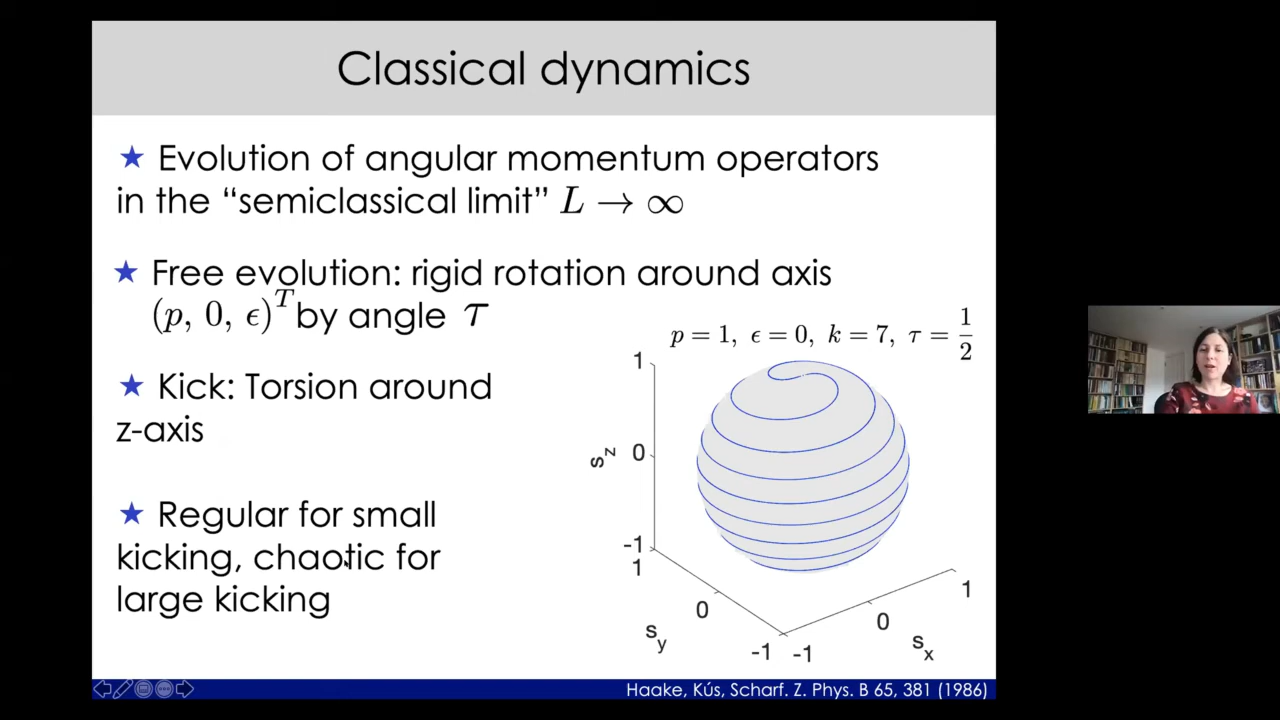 Classical dynamics
★ Evolution of angular momentum operators
in the “semiclassical limit” L → ∞
★ Free evolution: rigid rotation around axis
(p, 0, ϵ)^T by angle τ
★ Kick: Torsion around
z-axis
★ Regular for small
kicking, chaotic for
large kicking
p = 1, ϵ = 0, k = 7, τ = 1/2
1
s_z 0
-1
1
0
s_y
-1
-1
0
s_x
1
Haake, Kús, Scharf. Z. Phys. B 65, 381 (1986)